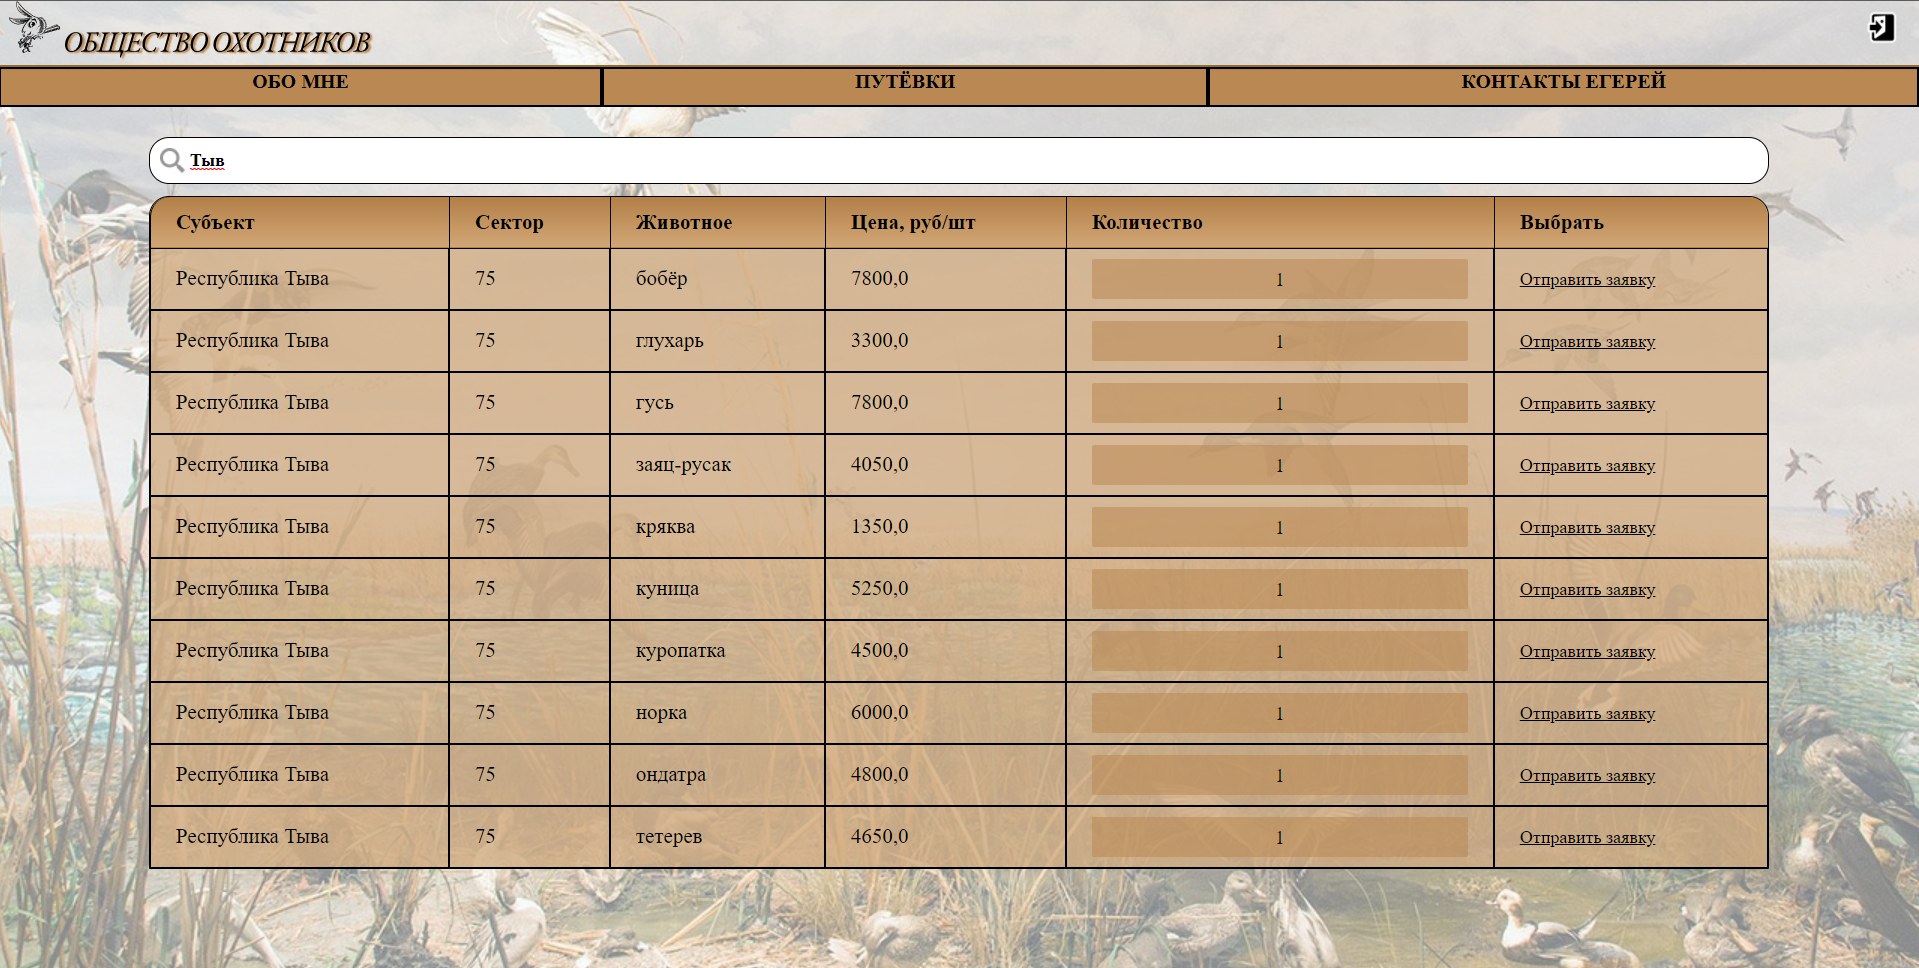 ОБЩЕСТВО ОХОТНИКОВ
ОБО МНЕ ПУТЁВКИ КОНТАКТЫ ЕГЕРЕЙ
Тыв
Субъект Сектор Животное Цена, руб/шт Количество Выбрать
Республика Тыва 75 бобёр 7800,0 1 Отправить заявку
Республика Тыва 75 глухарь 3300,0 1 Отправить заявку
Республика Тыва 75 гусь 7800,0 1 Отправить заявку
Республика Тыва 75 заяц-русак 4050,0 1 Отправить заявку
Республика Тыва 75 кряква 1350,0 1 Отправить заявку
Республика Тыва 75 куница 5250,0 1 Отправить заявку
Республика Тыва 75 куропатка 4500,0 1 Отправить заявку
Республика Тыва 75 норка 6000,0 1 Отправить заявку
Республика Тыва 75 ондатра 4800,0 1 Отправить заявку
Республика Тыва 75 тетерев 4650,0 1 Отправить заявку